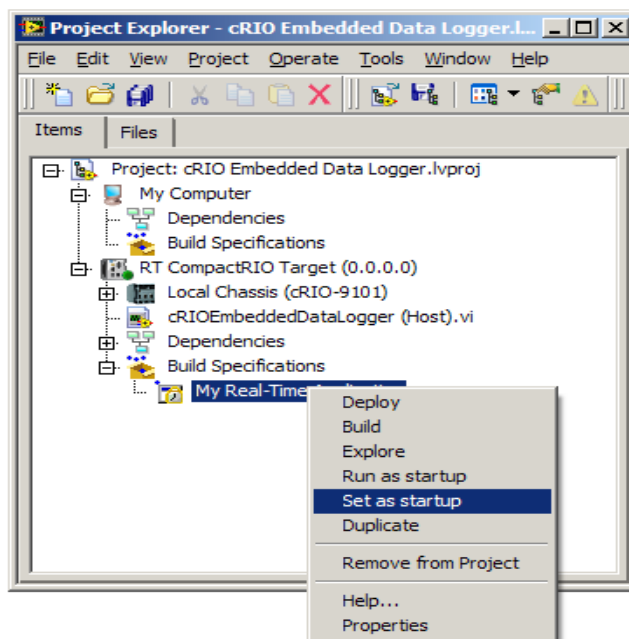 Project Explorer - cRIO Embedded Data Logger.l...
File Edit View Project Operate Tools Window Help
Items Files
Project: cRIO Embedded Data Logger.lvproj
My Computer
Dependencies
Build Specifications
RT CompactRIO Target (0.0.0.0)
Local Chassis (cRIO-9101)
cRIOEmbeddedDataLogger (Host).vi
Dependencies
Build Specifications
My Real-Time
Deploy
Build
Explore
Run as startup
Set as startup
Duplicate
Remove from Project
Help...
Properties